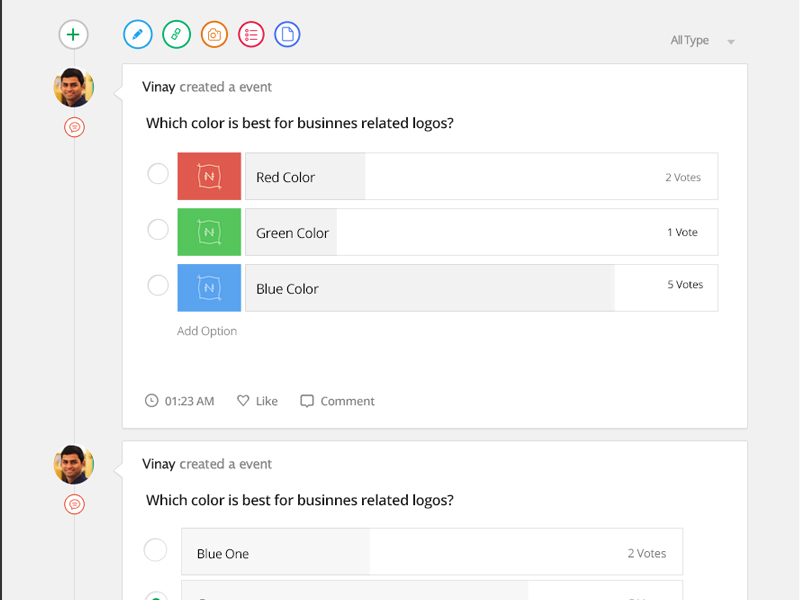 All Type
Vinay created a event
Which color is best for businnes related logos?
N
Red Color
2 Votes
N
Green Color
1 Vote
N
Blue Color
5 Votes
Add Option
01:23 AM
Like
Comment
Vinay created a event
Which color is best for businnes related logos?
Blue One
2 Votes